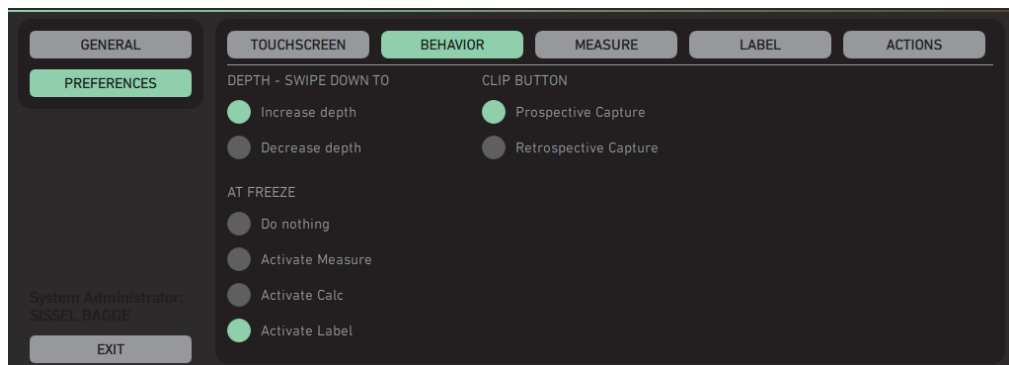 GENERAL
PREFERENCES
System Administrator:
SISSEL BAGGE
EXIT
TOUCHSCREEN
BEHAVIOR
MEASURE
LABEL
ACTIONS
DEPTH - SWIPE DOWN TO
Increase depth
Decrease depth
CLIP BUTTON
Prospective Capture
Retrospective Capture
AT FREEZE
Do nothing
Activate Measure
Activate Calc
Activate Label